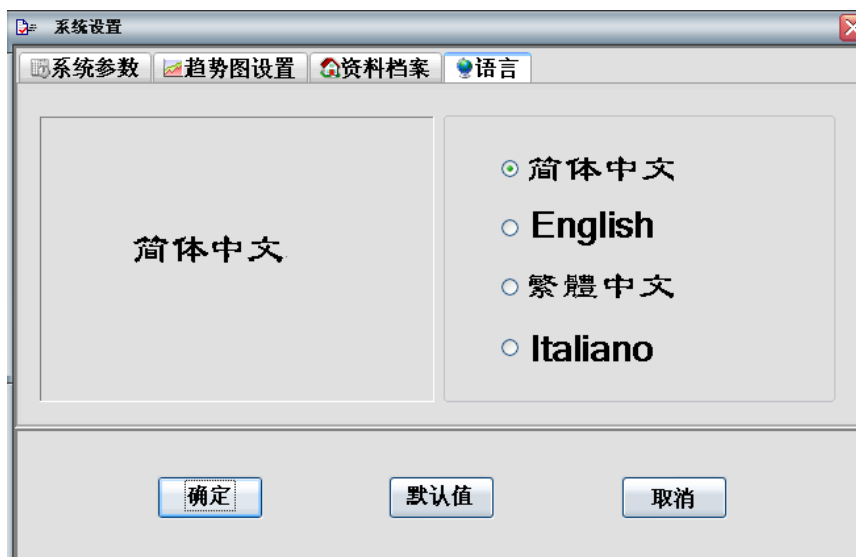 系统设置
系统参数 趋势图设置 资料档案 语言
简体中文
简体中文
English
繁體中文
Italiano
确定 默认值 取消